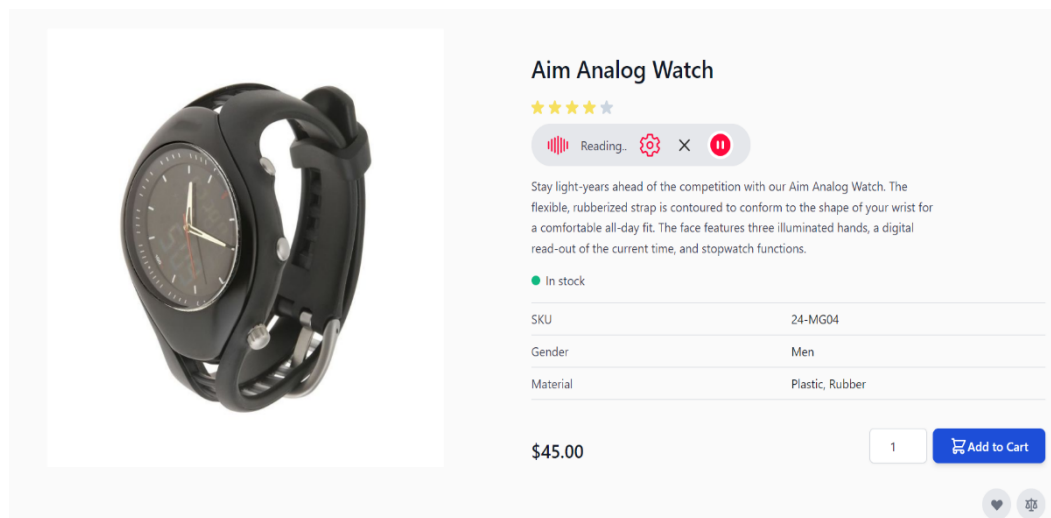 Aim Analog Watch
Reading..
Stay light-years ahead of the competition with our Aim Analog Watch. The
flexible, rubberized strap is contoured to conform to the shape of your wrist for
a comfortable all-day fit. The face features three illuminated hands, a digital
read-out of the current time, and stopwatch functions.
In stock
SKU 24-MG04
Gender Men
Material Plastic, Rubber
$45.00 1 Add to Cart